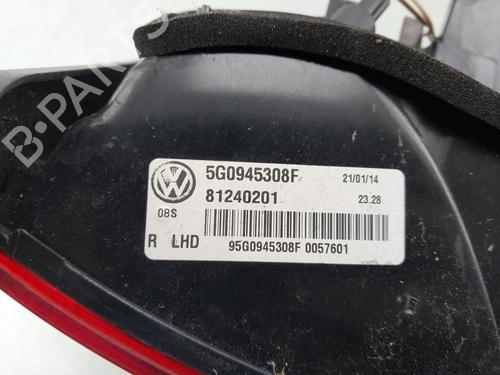 B-PARTS
5G0945308F 21/01/14
81240201 23.28
08S
R LHD 95G0945308F 0057601